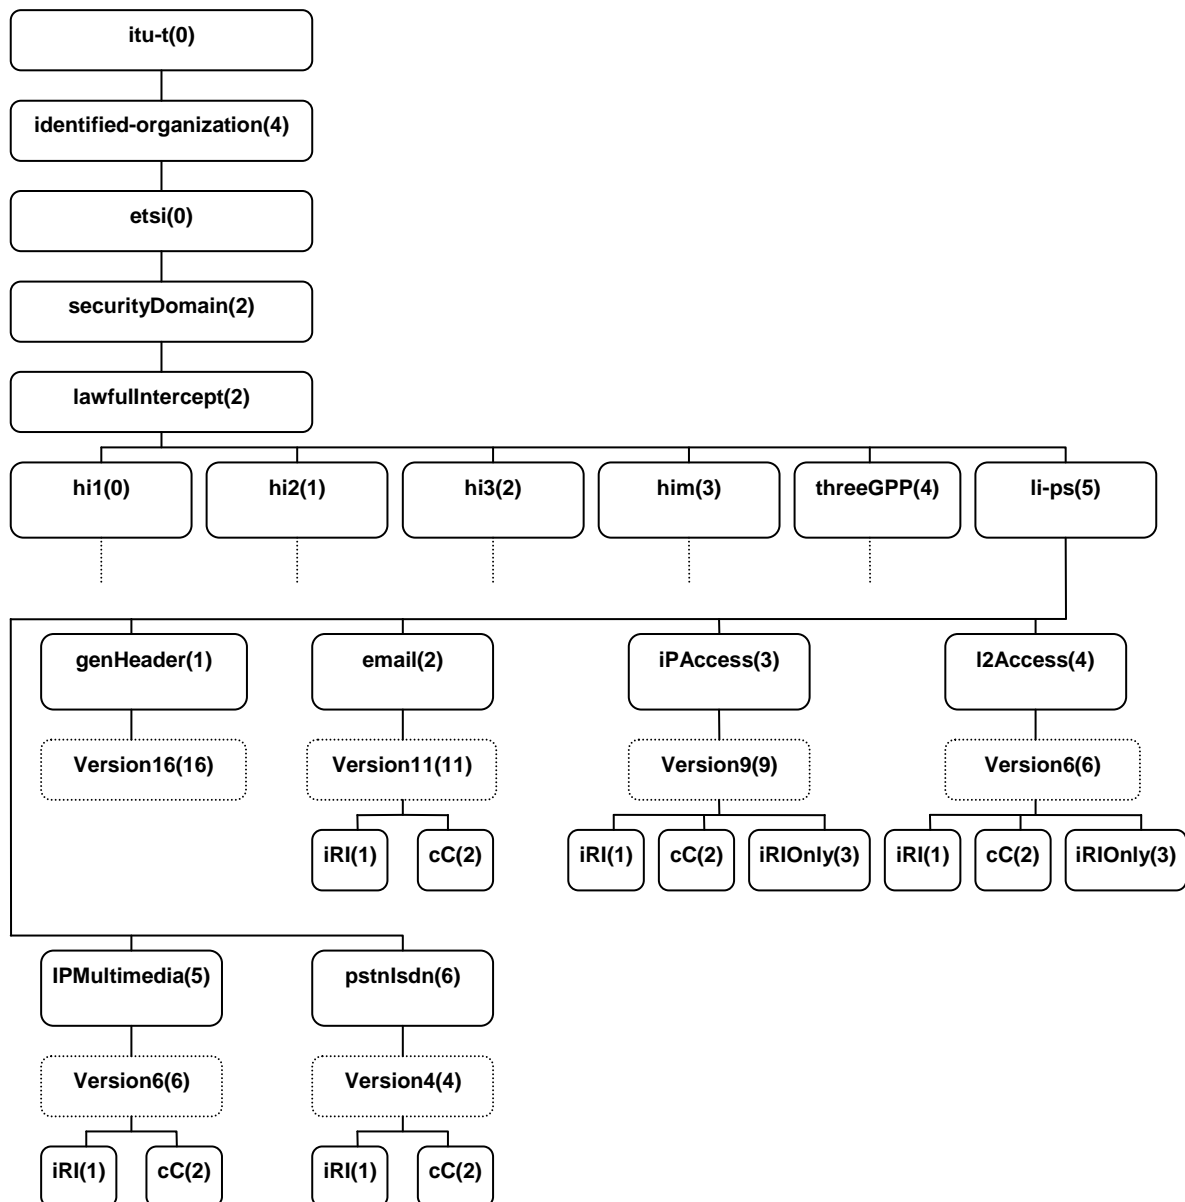 itu-t(0)
identified-organization(4)
etsi(0)
securityDomain(2)
lawfulIntercept(2)
hi1(0)
hi2(1)
hi3(2)
him(3)
threeGPP(4)
li-ps(5)
genHeader(1)
email(2)
iPAccess(3)
l2Access(4)
Version16(16)
Version11(11)
Version9(9)
Version6(6)
iRI(1)
cC(2)
iRI(1)
cC(2)
iRIOnly(3)
iRI(1)
cC(2)
iRIOnly(3)
IPMultimedia(5)
pstnIsdn(6)
Version6(6)
Version4(4)
iRI(1)
cC(2)
iRI(1)
cC(2)